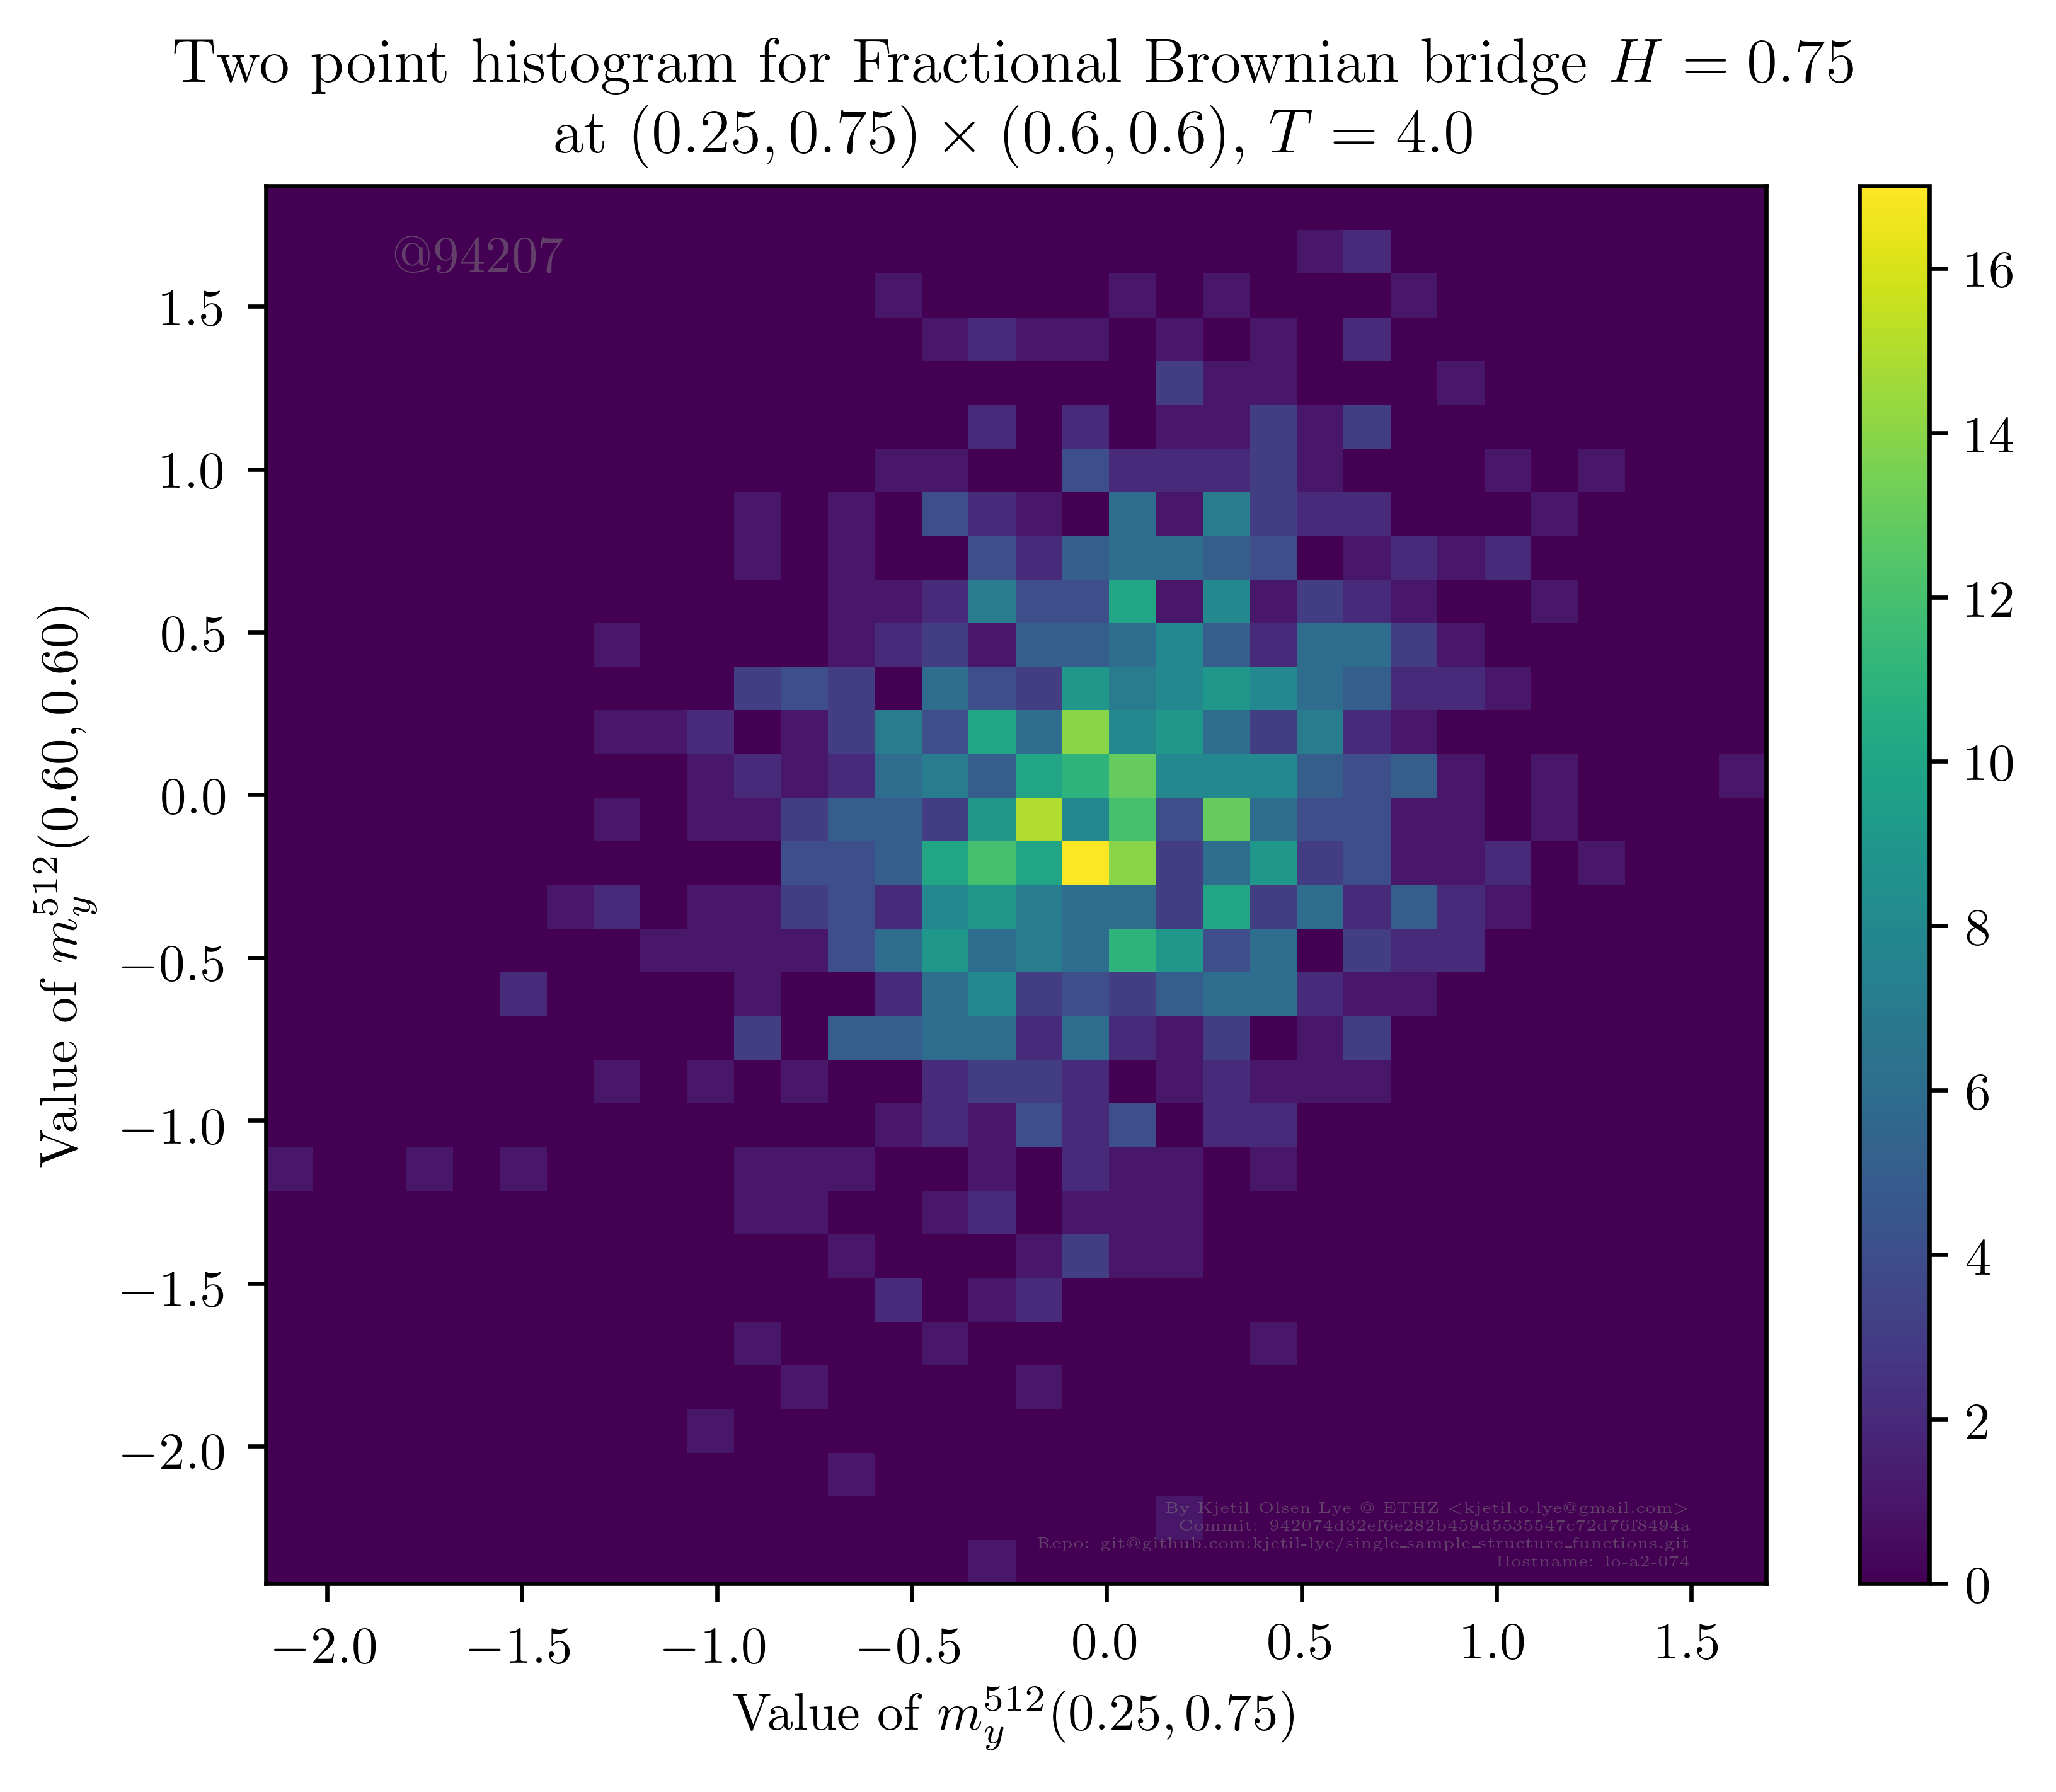 Two point histogram for Fractional Brownian bridge H = 0.75
at (0.25, 0.75) × (0.6, 0.6), T = 4.0
@94207
1.5
1.0
0.5
0.0
−0.5
−1.0
−1.5
−2.0
Value of m_y^512(0.60, 0.60)
16
14
12
10
8
6
4
2
0
By Kjetil Olsen Lye @ ETHZ <kjetil.o.lye@gmail.com>
Commit: 942074d32ef6e282b459d5535547c72d76f8494a
Repo: git@github.com:kjetil-lye/single_sample_structure_functions.git
Hostname: lo-a2-074
−2.0 −1.5 −1.0 −0.5 0.0 0.5 1.0 1.5
Value of m_y^512(0.25, 0.75)